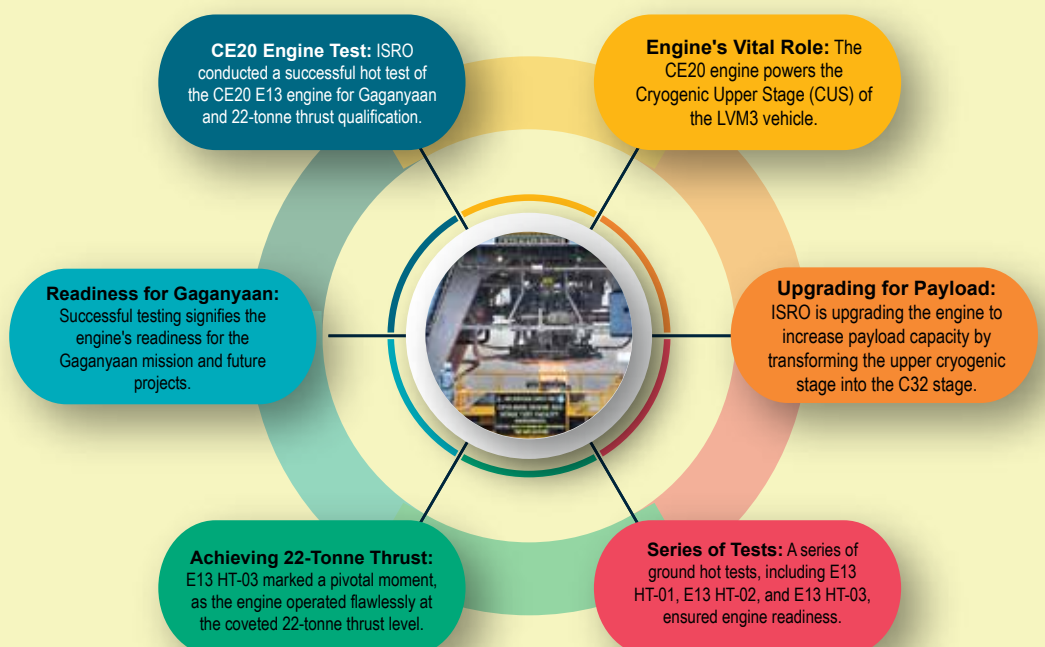 CE20 Engine Test: ISRO
conducted a successful hot test of
the CE20 E13 engine for Gaganyaan
and 22-tonne thrust qualification.
Engine's Vital Role: The
CE20 engine powers the
Cryogenic Upper Stage (CUS) of
the LVM3 vehicle.
Readiness for Gaganyaan:
Successful testing signifies the
engine's readiness for the
Gaganyaan mission and future
projects.
Upgrading for Payload:
ISRO is upgrading the engine to
increase payload capacity by
transforming the upper cryogenic
stage into the C32 stage.
Achieving 22-Tonne Thrust:
E13 HT-03 marked a pivotal moment,
as the engine operated flawlessly at
the coveted 22-tonne thrust level.
Series of Tests: A series of
ground hot tests, including E13
HT-01, E13 HT-02, and E13 HT-03,
ensured engine readiness.